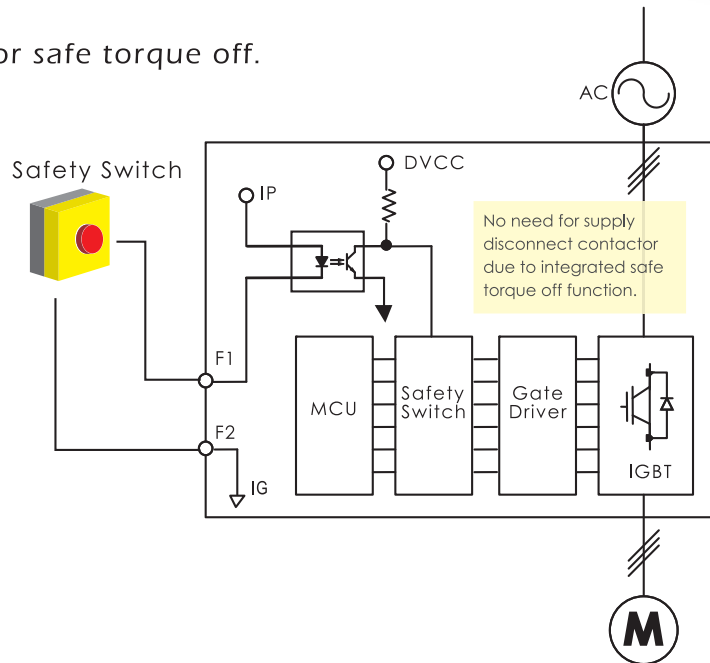 or safe torque off.
AC
Safety Switch
DVCC
IP
No need for supply
disconnect contactor
due to integrated safe
torque off function.
F1
MCU
Safety
Switch
Gate
Driver
IGBT
F2
IG
M